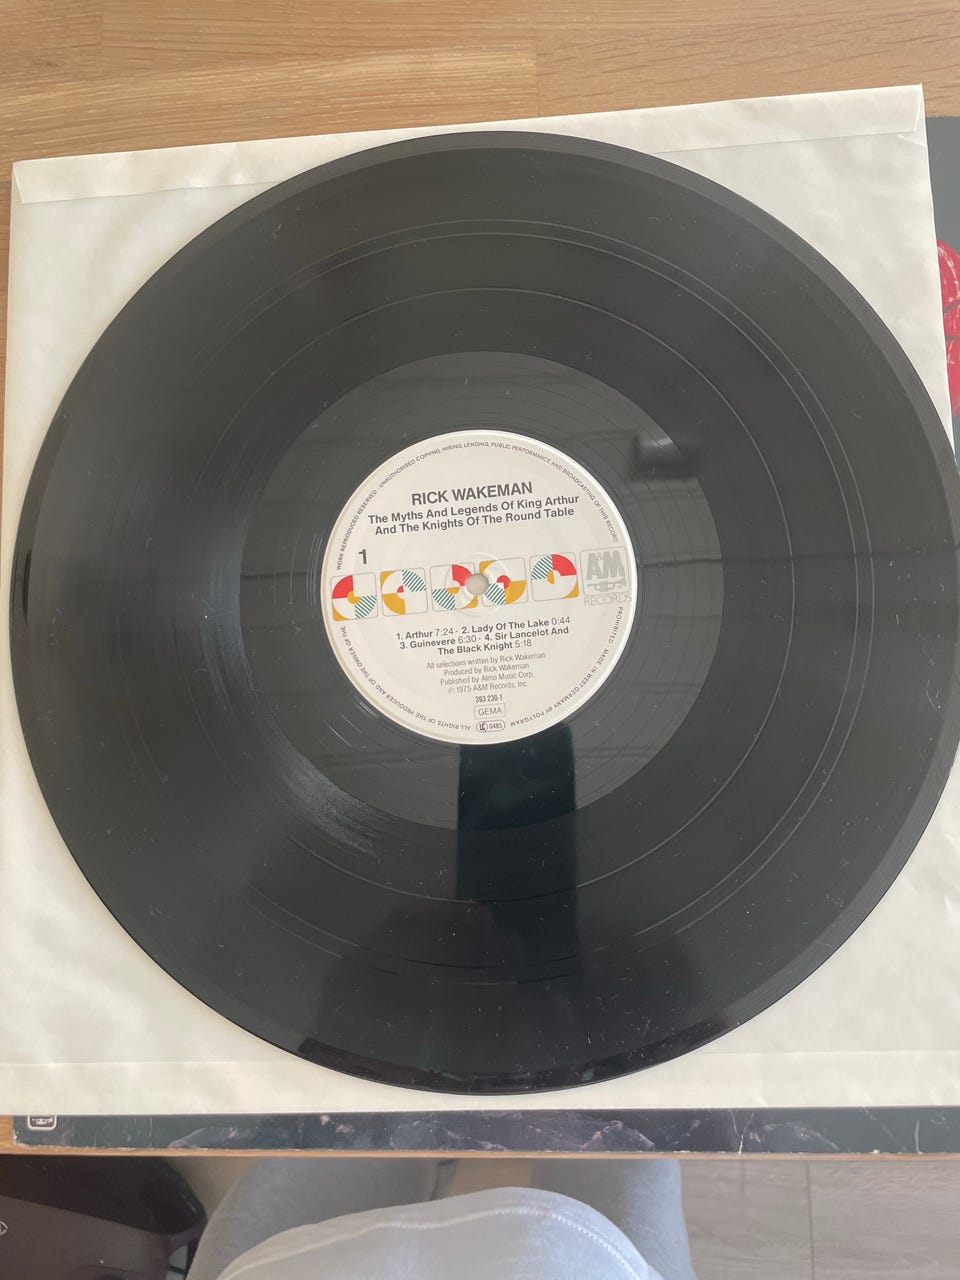 RICK WAKEMAN
The Myths And Legends Of King Arthur
And The Knights Of The Round Table
1
A&M
RECORDS
1. Arthur 7:24 · 2. Lady Of The Lake 0:44
3. Guinevere 6:30 · 4. Sir Lancelot And
The Black Knight 5:18
All selections written by Rick Wakeman
Produced by Rick Wakeman
Published by Almo Music Corp.
℗ 1975 A&M Records, Inc.
393 230-1
GEMA
LC 0485
ALL RIGHTS OF THE PRODUCER AND OF THE OWNER OF THE WORK REPRODUCED RESERVED · UNAUTHORISED COPYING, HIRING, LENDING, PUBLIC PERFORMANCE AND BROADCASTING OF THIS RECORD PROHIBITED MADE IN WEST GERMANY BY POLYGRAM